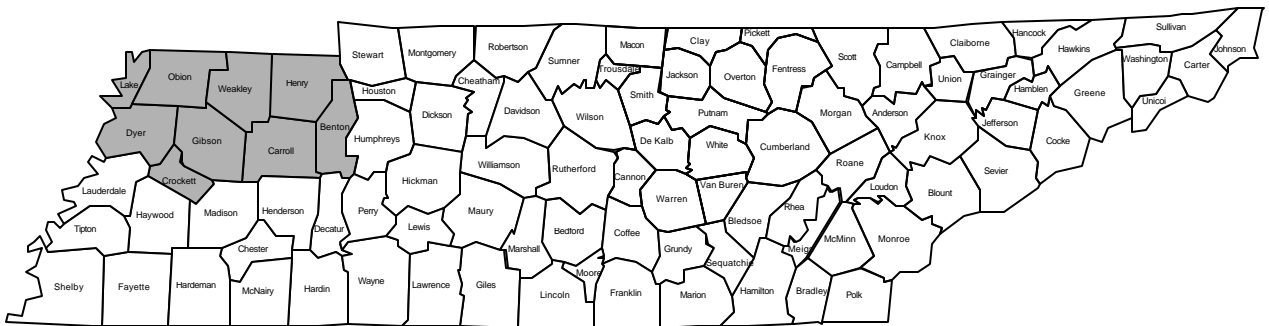 Stewart
Montgomery
Robertson
Sumner
Macon
Clay
Pickett
Scott
Claiborne
Hancock
Hawkins
Sullivan
Johnson
Lake
Obion
Weakley
Henry
Houston
Cheatham
Trousdale
Smith
Jackson
Overton
Fentress
Campbell
Union
Grainger
Hamblen
Washington
Carter
Greene
Unicoi
Dyer
Gibson
Carroll
Benton
Humphreys
Dickson
Davidson
Wilson
Putnam
Morgan
Anderson
Knox
Jefferson
Cocke
De Kalb
White
Cumberland
Crockett
Lauderdale
Haywood
Madison
Henderson
Decatur
Perry
Hickman
Williamson
Rutherford
Cannon
Warren
Van Buren
Bledsoe
Rhea
Roane
Loudon
Blount
Sevier
Tipton
Chester
Lewis
Maury
Marshall
Bedford
Coffee
Grundy
Sequatchie
Meigs
McMinn
Monroe
Shelby
Fayette
Hardeman
McNairy
Hardin
Wayne
Lawrence
Giles
Lincoln
Moore
Franklin
Marion
Hamilton
Bradley
Polk